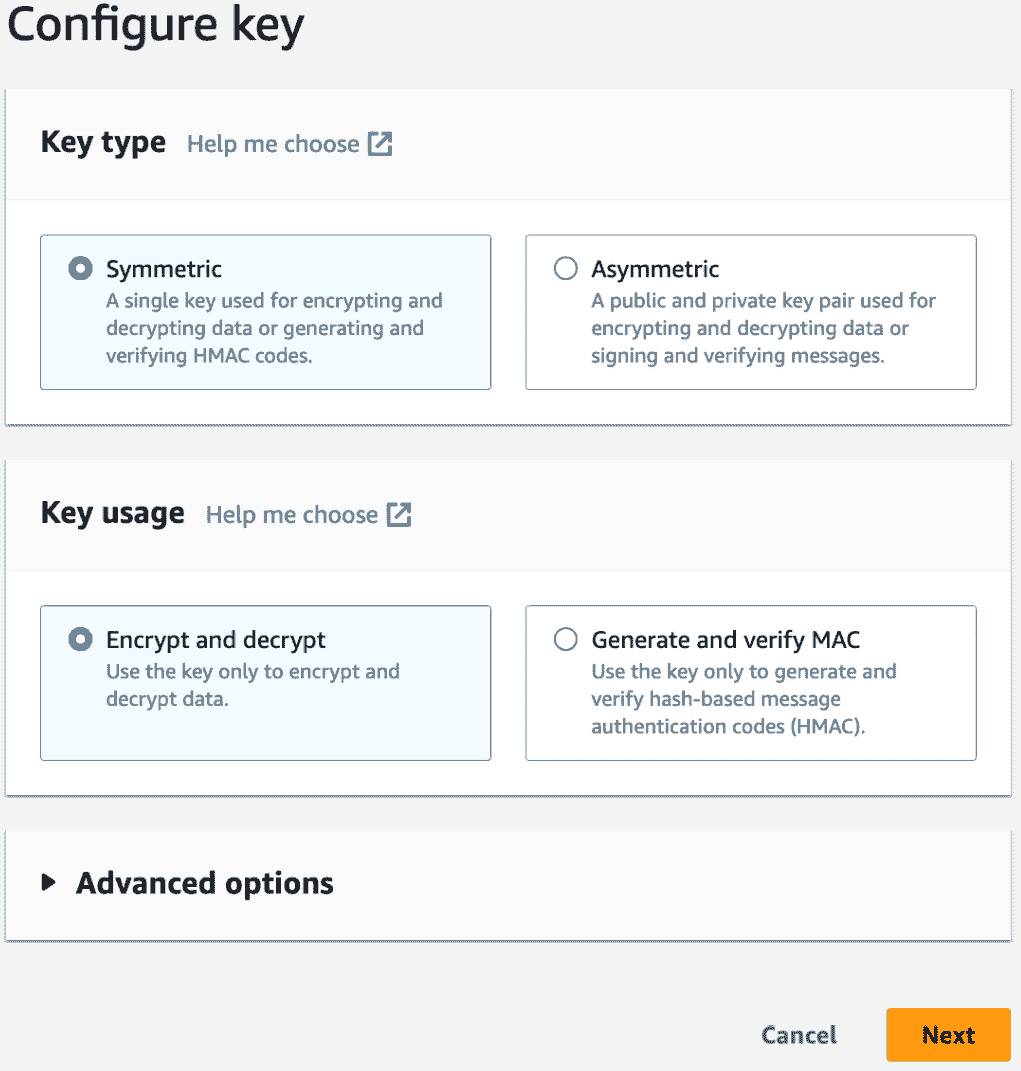 Configure key
Key type Help me choose
Symmetric
A single key used for encrypting and
decrypting data or generating and
verifying HMAC codes.
Asymmetric
A public and private key pair used for
encrypting and decrypting data or
signing and verifying messages.
Key usage Help me choose
Encrypt and decrypt
Use the key only to encrypt and
decrypt data.
Generate and verify MAC
Use the key only to generate and
verify hash-based message
authentication codes (HMAC).
Advanced options
Cancel Next